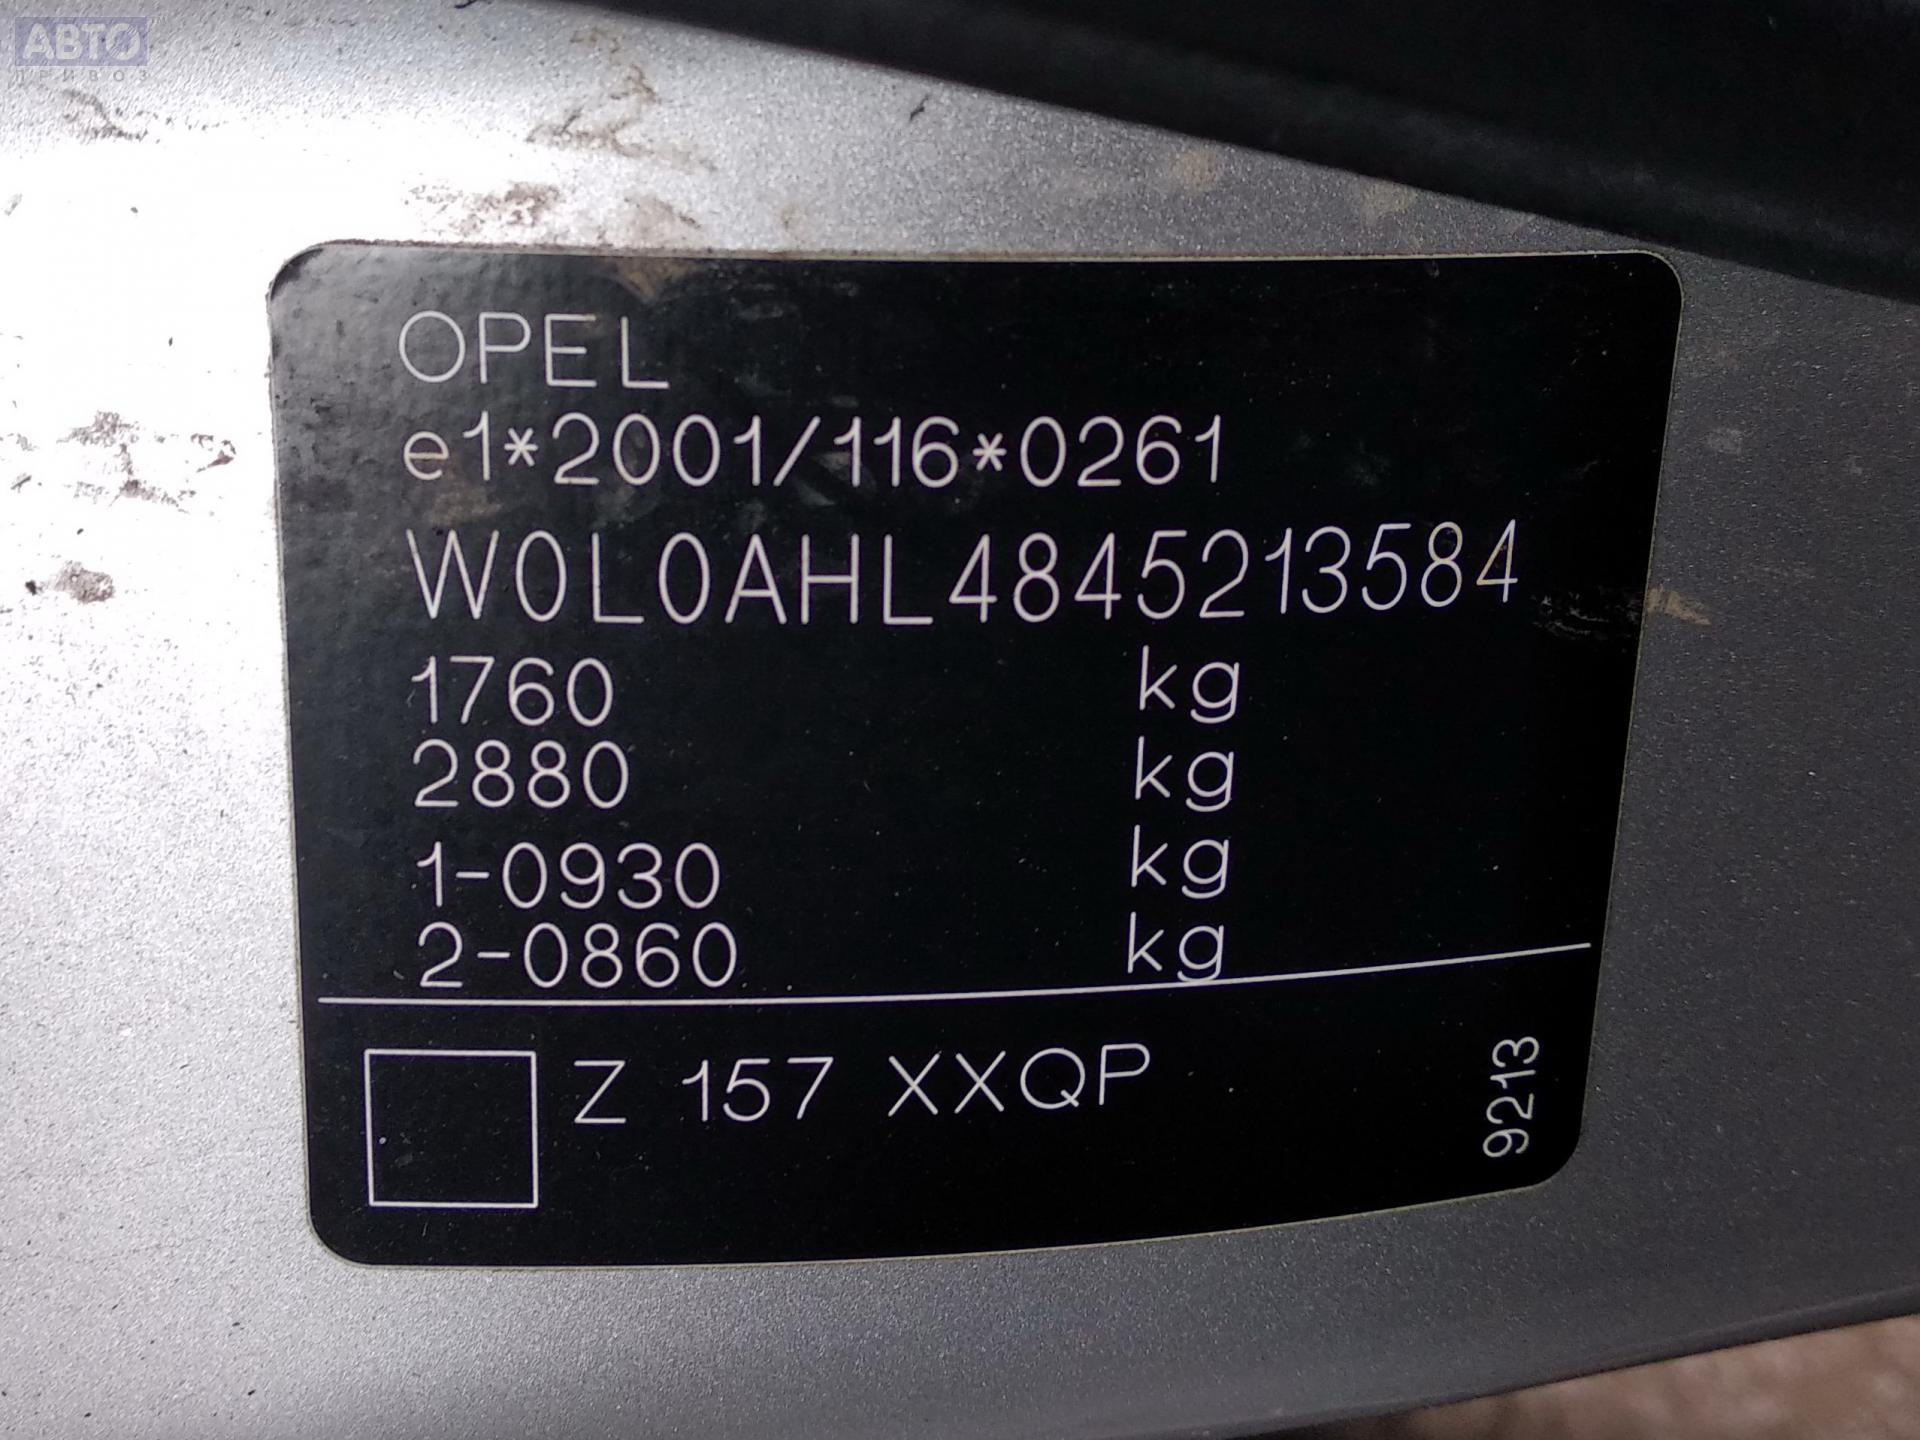 АВТО
ПРИВОЗ
OPEL
e1*2001/116*0261
W0L0AHL4845213584
1760 kg
2880 kg
1-0930 kg
2-0860 kg
Z 157 XXQP
9213